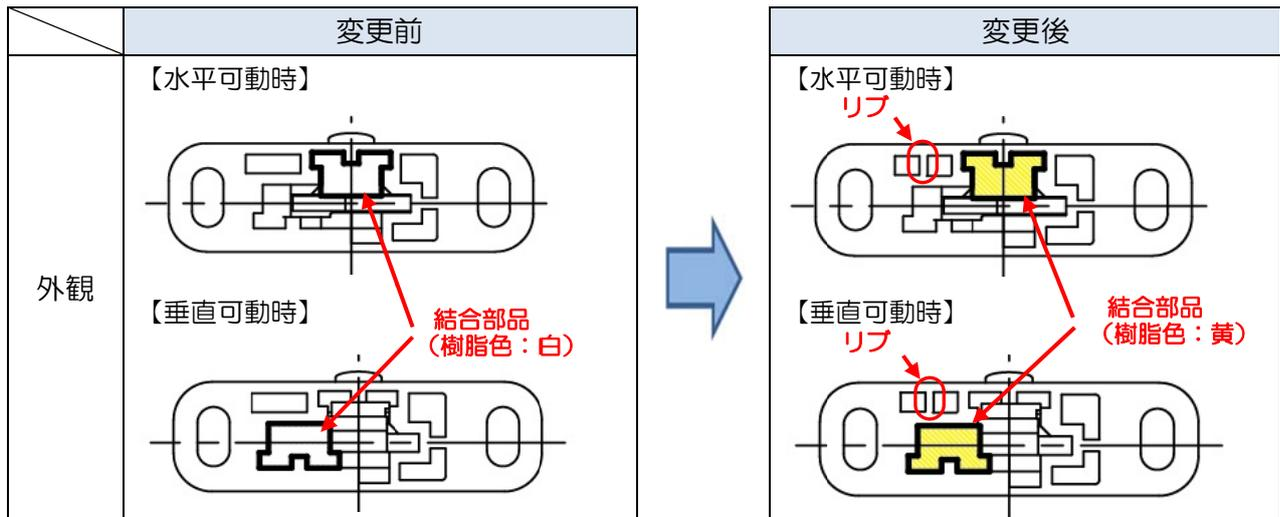 変更前
変更後
外観
【水平可動時】
【垂直可動時】
結合部品
（樹脂色：白）
【水平可動時】
リブ
【垂直可動時】
リブ
結合部品
（樹脂色：黄）